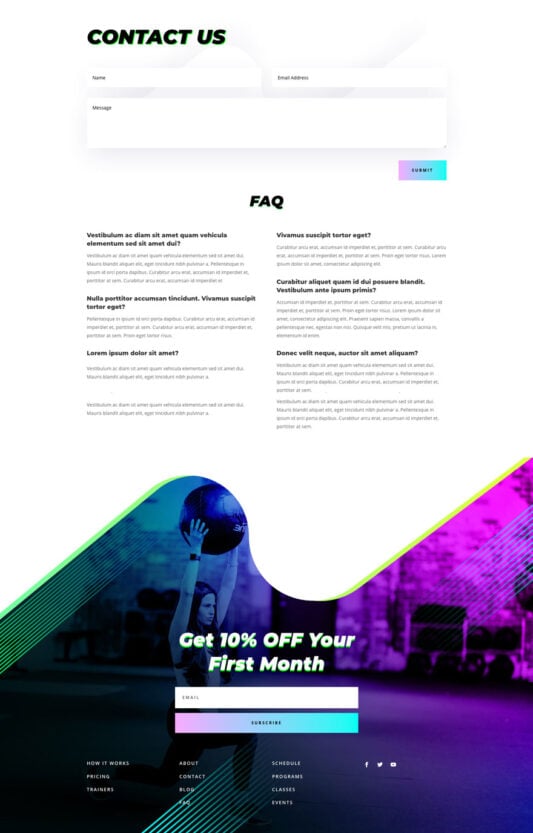 CONTACT US
Name
Email Address
Message
SUBMIT
FAQ
Vestibulum ac diam sit amet quam vehicula
elementum sed sit amet dui?
Vestibulum ac diam sit amet quam vehicula elementum sed sit amet dui.
Mauris blandit aliquet elit, eget tincidunt nibh pulvinar a. Pellentesque in
ipsum id orci porta dapibus. Curabitur arcu erat, accumsan id imperdiet et,
porttitor at sem. Curabitur arcu erat, accumsan id imperdiet et
Nulla porttitor accumsan tincidunt. Vivamus suscipit
tortor eget?
Pellentesque in ipsum id orci porta dapibus. Curabitur arcu erat, accumsan id
imperdiet et, porttitor at sem. Curabitur arcu erat, accumsan id imperdiet et,
porttitor at sem. Proin eget tortor risus.
Lorem ipsum dolor sit amet?
Vestibulum ac diam sit amet quam vehicula elementum sed sit amet dui.
Mauris blandit aliquet elit, eget tincidunt nibh pulvinar a.
Vestibulum ac diam sit amet quam vehicula elementum sed sit amet dui.
Mauris blandit aliquet elit, eget tincidunt nibh pulvinar a.
Vivamus suscipit tortor eget?
Curabitur arcu erat, accumsan id imperdiet et, porttitor at sem. Curabitur arcu
erat, accumsan id imperdiet et, porttitor at sem. Proin eget tortor risus. Lorem
ipsum dolor sit amet, consectetur adipiscing elit.
Curabitur aliquet quam id dui posuere blandit.
Vestibulum ante ipsum primis?
Accumsan id imperdiet et, porttitor at sem. Curabitur arcu erat, accumsan id
imperdiet et, porttitor at sem. Proin eget tortor risus. Lorem ipsum dolor sit
amet, consectetur adipiscing elit. Praesent sapien massa, convallis a
pellentesque nec, egestas non nisi. Quisque velit nisi, pretium ut lacinia in,
elementum id enim.
Donec velit neque, auctor sit amet aliquam?
Vestibulum ac diam sit amet quam vehicula elementum sed sit amet dui.
Mauris blandit aliquet elit, eget tincidunt nibh pulvinar a. Pellentesque in
ipsum id orci porta dapibus. Curabitur arcu erat, accumsan id imperdiet et,
porttitor at sem.
Vestibulum ac diam sit amet quam vehicula elementum sed sit amet dui.
Mauris blandit aliquet elit, eget tincidunt nibh pulvinar a. Pellentesque in
ipsum id orci porta dapibus. Curabitur arcu erat, accumsan id imperdiet et,
porttitor at sem.
Get 10% OFF Your
First Month
EMAIL
SUBSCRIBE
HOW IT WORKS
PRICING
TRAINERS
ABOUT
CONTACT
BLOG
FAQ
SCHEDULE
PROGRAMS
CLASSES
EVENTS